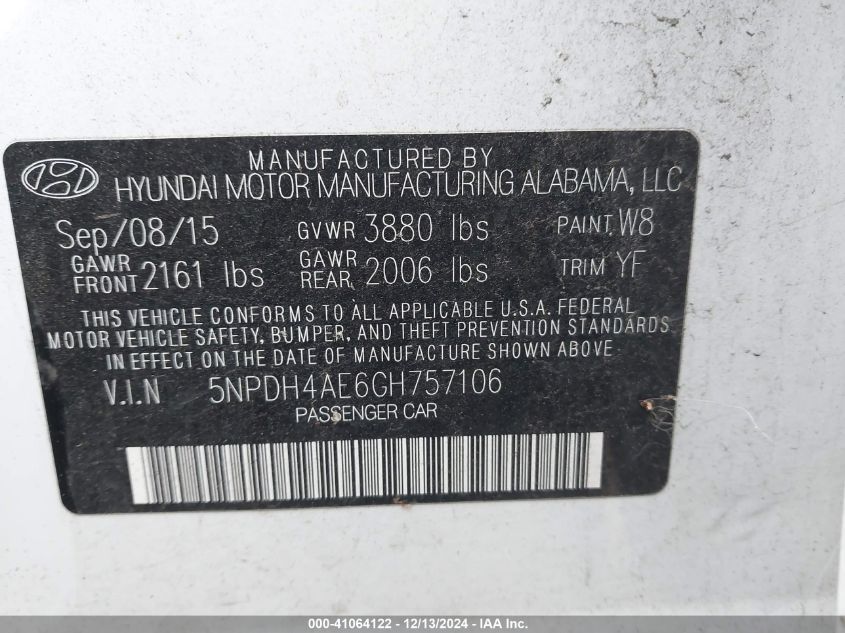 MANUFACTURED BY
HYUNDAI MOTOR MANUFACTURING ALABAMA, LLC
Sep/08/15 GVWR 3880 lbs PAINT W8
GAWR FRONT 2161 lbs GAWR REAR 2006 lbs TRIM YF
THIS VEHICLE CONFORMS TO ALL APPLICABLE U.S.A. FEDERAL
MOTOR VEHICLE SAFETY, BUMPER, AND THEFT PREVENTION STANDARDS
IN EFFECT ON THE DATE OF MANUFACTURE SHOWN ABOVE
V.I.N 5NPDH4AE6GH757106
PASSENGER CAR
000-41064122 - 12/13/2024 - IAA Inc.